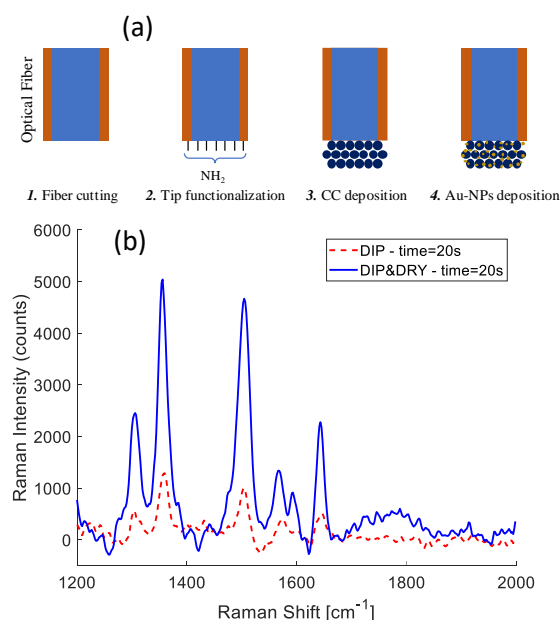 (a)
Optical Fiber
NH2
1. Fiber cutting
2. Tip functionalization
3. CC deposition
4. Au-NPs deposition
(b)
6000
5000
4000
3000
2000
1000
0
Raman Intensity (counts)
DIP - time=20s
DIP&DRY - time=20s
1200
1400
1600
1800
2000
Raman Shift [cm-1]